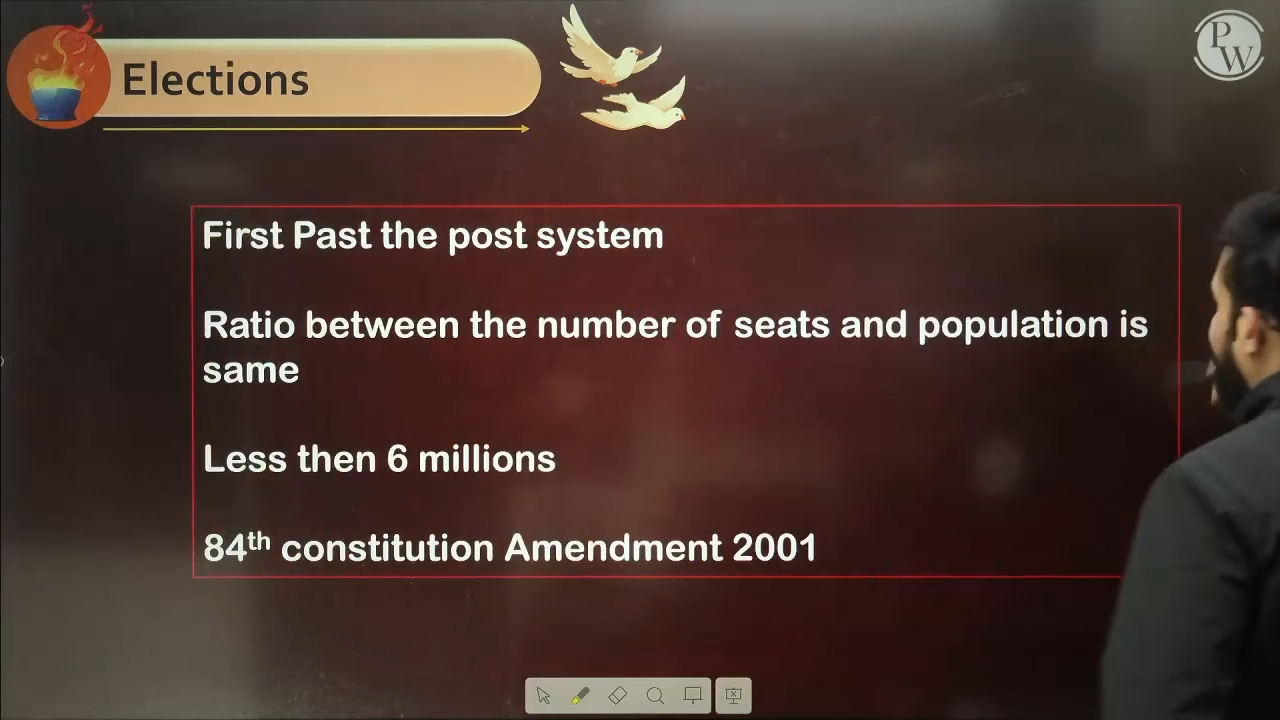 Elections
PW
First Past the post system
Ratio between the number of seats and population is
same
Less then 6 millions
84th constitution Amendment 2001